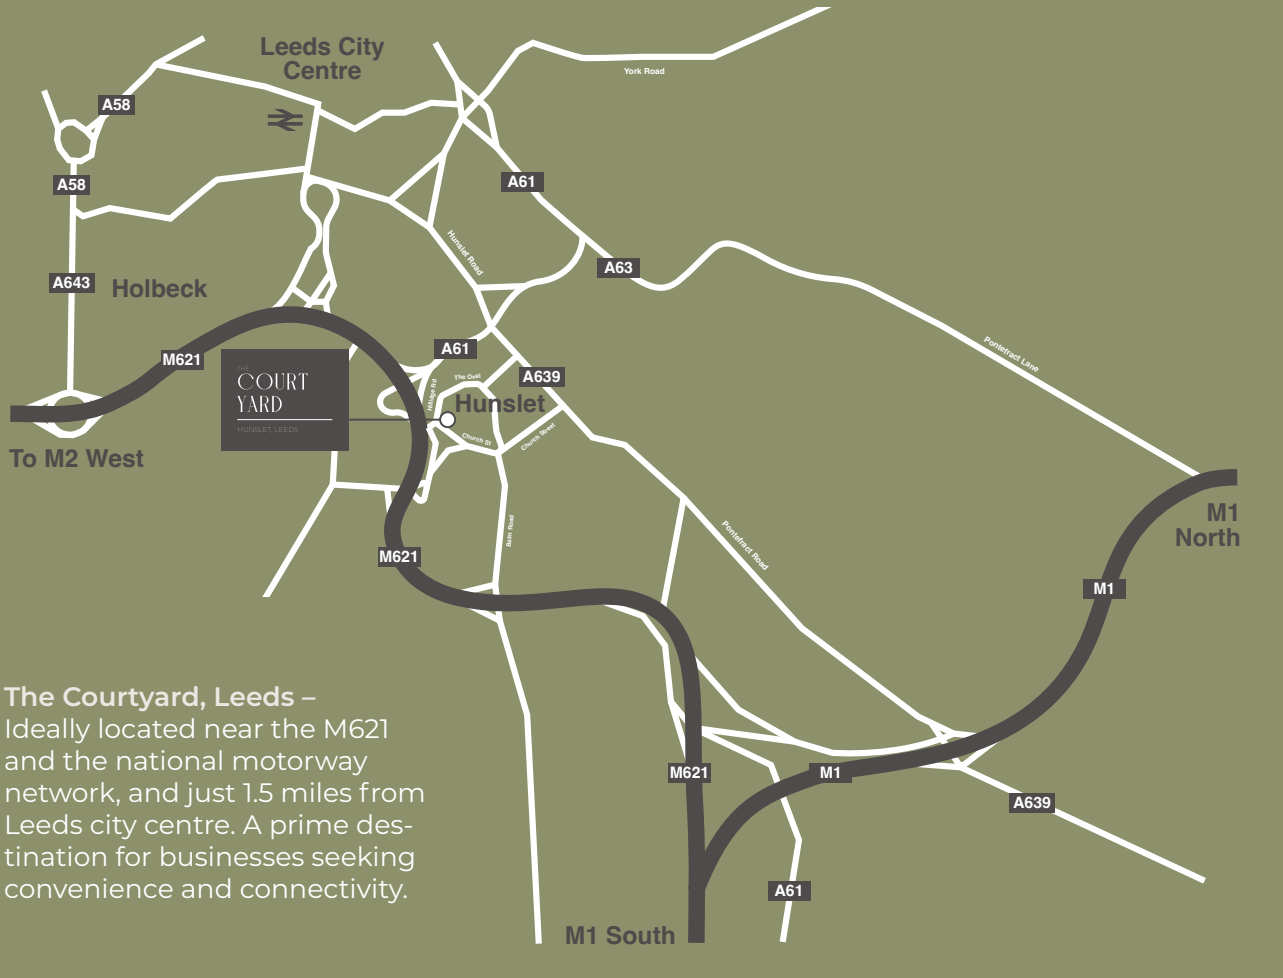 Leeds City
Centre
York Road
A58
A58
A61
Hunslet Road
A63
A643
Holbeck
Pontefract Lane
A61
M621
THE
COURT
YARD
HUNSLET, LEEDS
A639
The Oval
Hillidge Rd
Hunslet
Church St
Church Street
To M2 West
M1
North
Balm Road
Pontefract Road
M621
M1
The Courtyard, Leeds –
Ideally located near the M621
and the national motorway
network, and just 1.5 miles from
Leeds city centre. A prime des-
tination for businesses seeking
convenience and connectivity.
M621
M1
A639
A61
M1 South